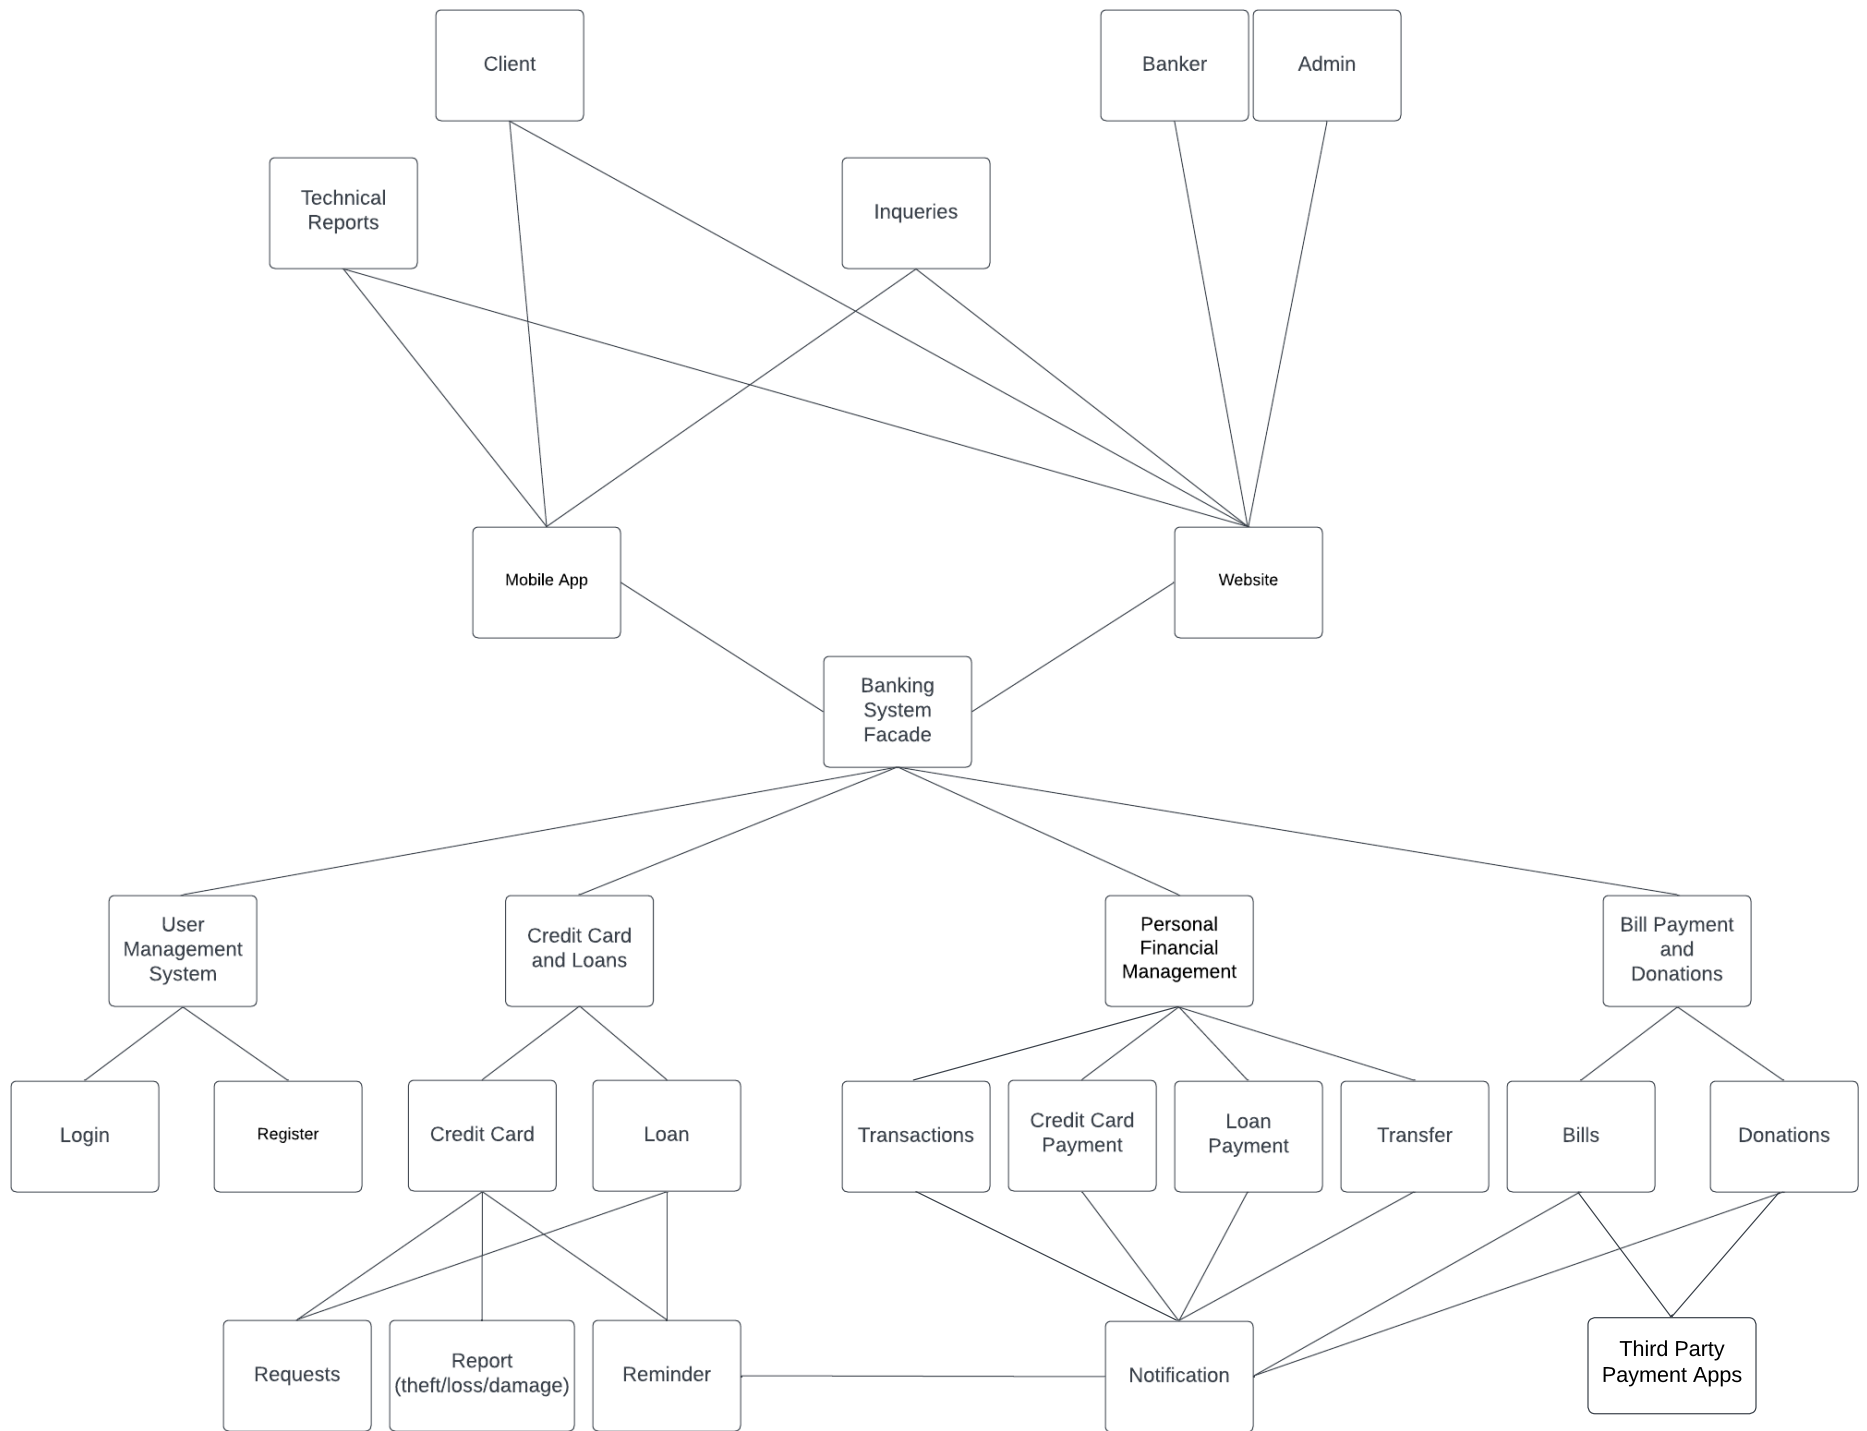 Client
Banker
Admin
Technical
Reports
Inqueries
Mobile App
Website
Banking
System
Facade
User
Management
System
Credit Card
and Loans
Personal
Financial
Management
Bill Payment
and
Donations
Login
Register
Credit Card
Loan
Transactions
Credit Card
Payment
Loan
Payment
Transfer
Bills
Donations
Requests
Report
(theft/loss/damage)
Reminder
Notification
Third Party
Payment Apps